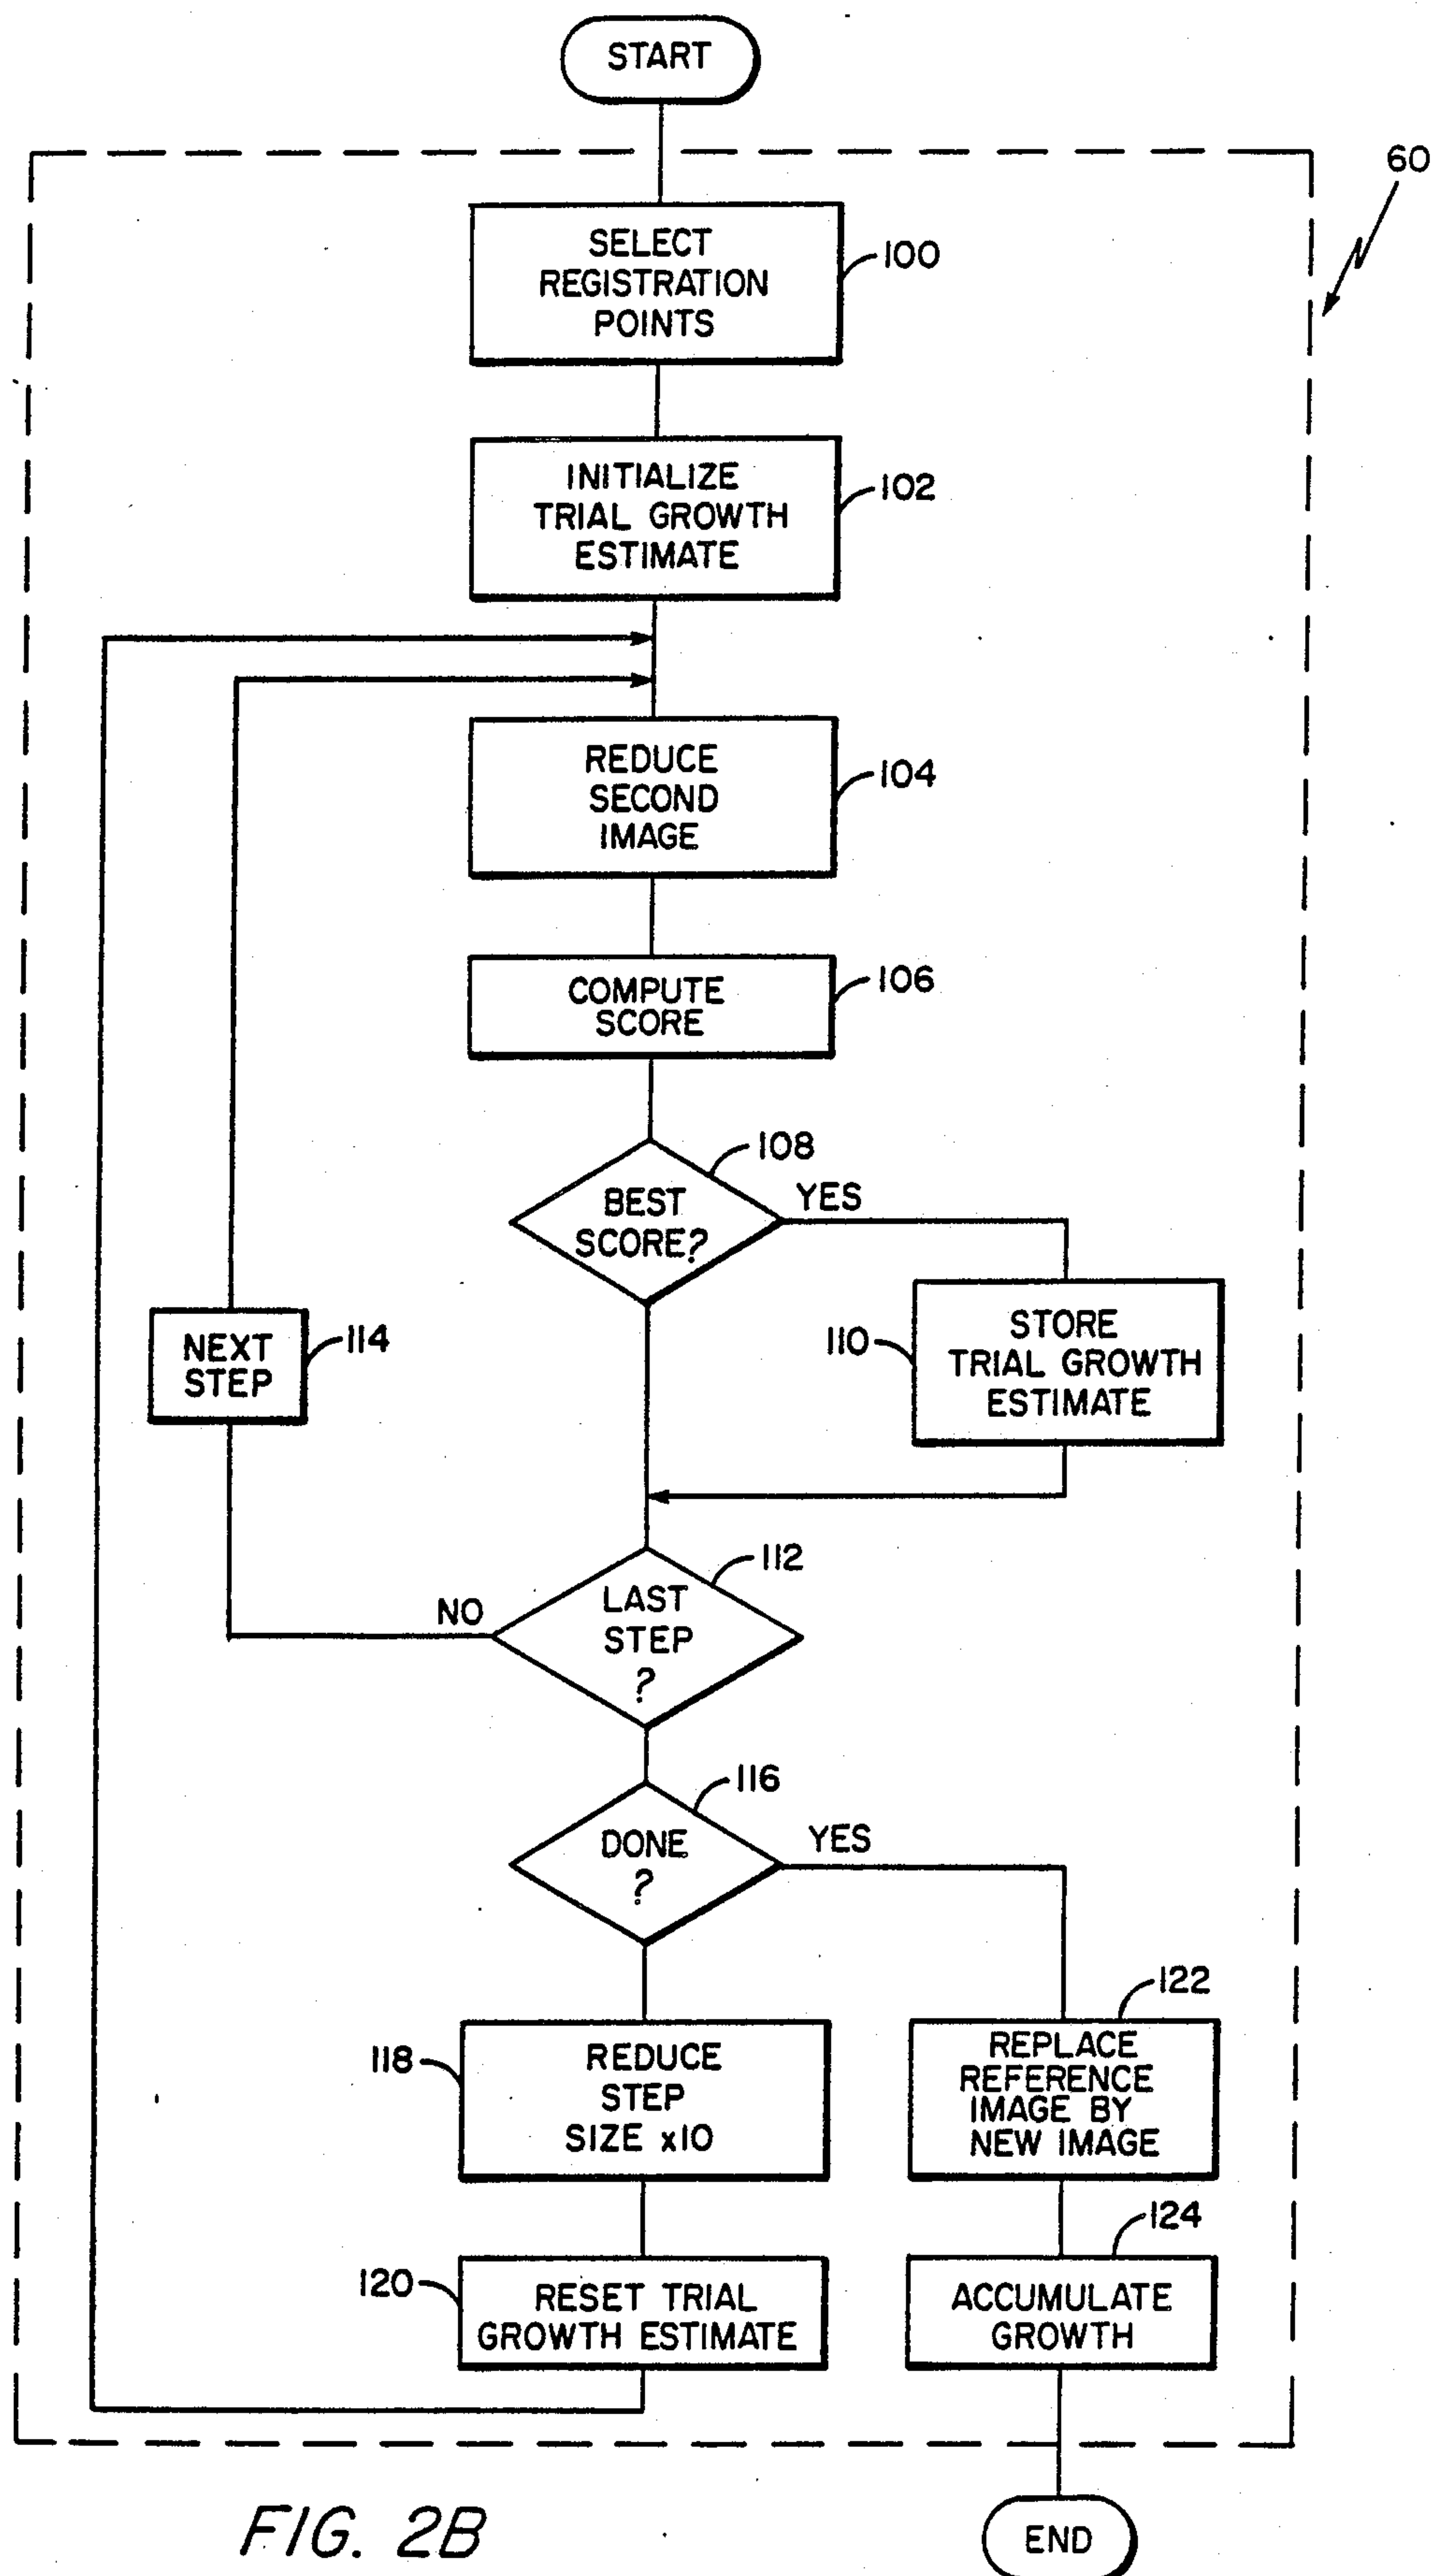 START
60
SELECT
REGISTRATION
POINTS
100
INITIALIZE
TRIAL GROWTH
ESTIMATE
102
REDUCE
SECOND
IMAGE
104
COMPUTE
SCORE
106
BEST
SCORE?
108
YES
STORE
TRIAL GROWTH
ESTIMATE
110
NEXT
STEP
114
LAST
STEP
?
112
NO
DONE
?
116
YES
REDUCE
STEP
SIZE x10
118
REPLACE
REFERENCE
IMAGE BY
NEW IMAGE
122
RESET TRIAL
GROWTH ESTIMATE
120
ACCUMULATE
GROWTH
124
END
FIG. 2B